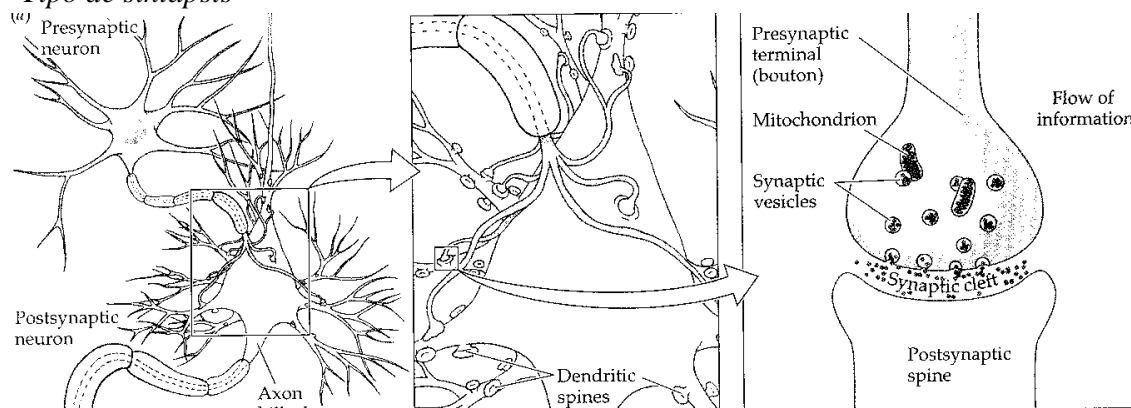 Tipo de sinapsis
(a)
Presynaptic
neuron
Postsynaptic
neuron
Axon
Dendritic
spines
Presynaptic
terminal
(bouton)
Mitochondrion
Synaptic
vesicles
Flow of
information
Synaptic cleft
Postsynaptic
spine